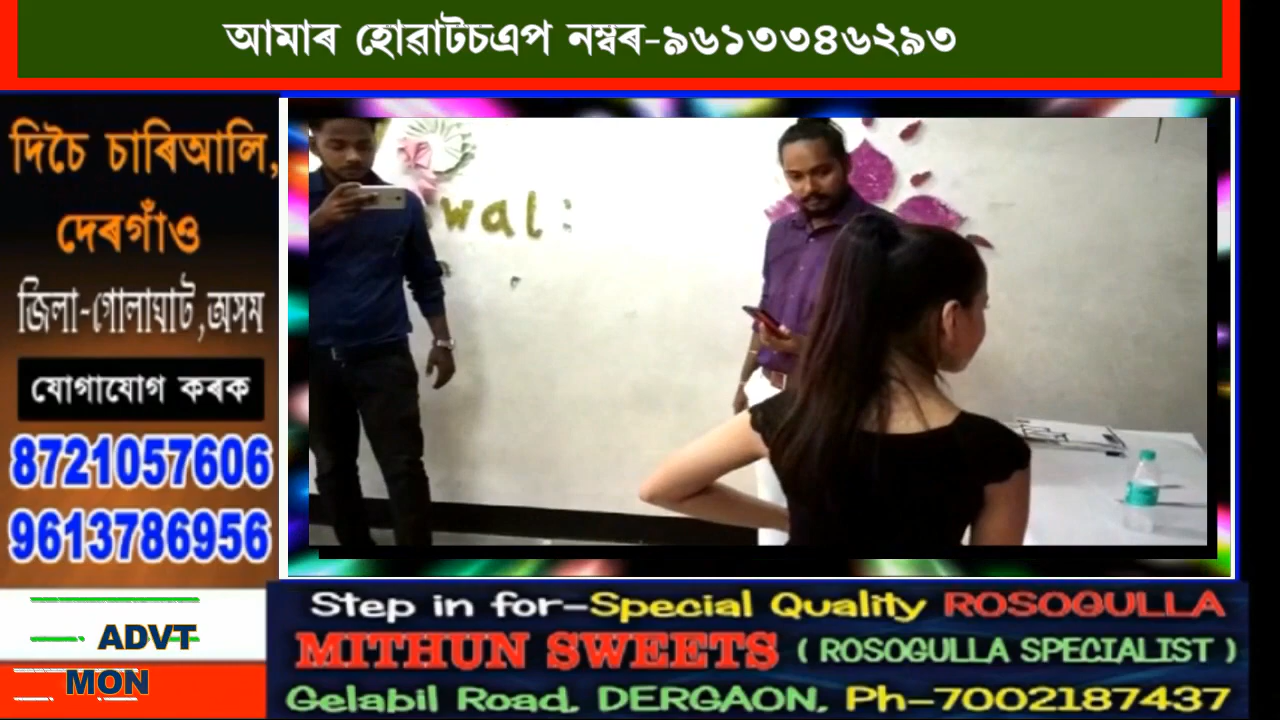 আমাৰ হোৱাটচএপ নম্বৰ-৯৬১৩৩৪৬২৯৩
দিচৈ চাৰিআলি,
দেৰগাঁও
জিলা-গোলাঘাট,অসম
যোগাযোগ কৰক
8721057606
9613786956
wal:
ADVT
MON
Step in for-Special Quality ROSOGULLA
MITHUN SWEETS ( ROSOGULLA SPECIALIST )
Gelabil Road, DERGAON, Ph-7002187437